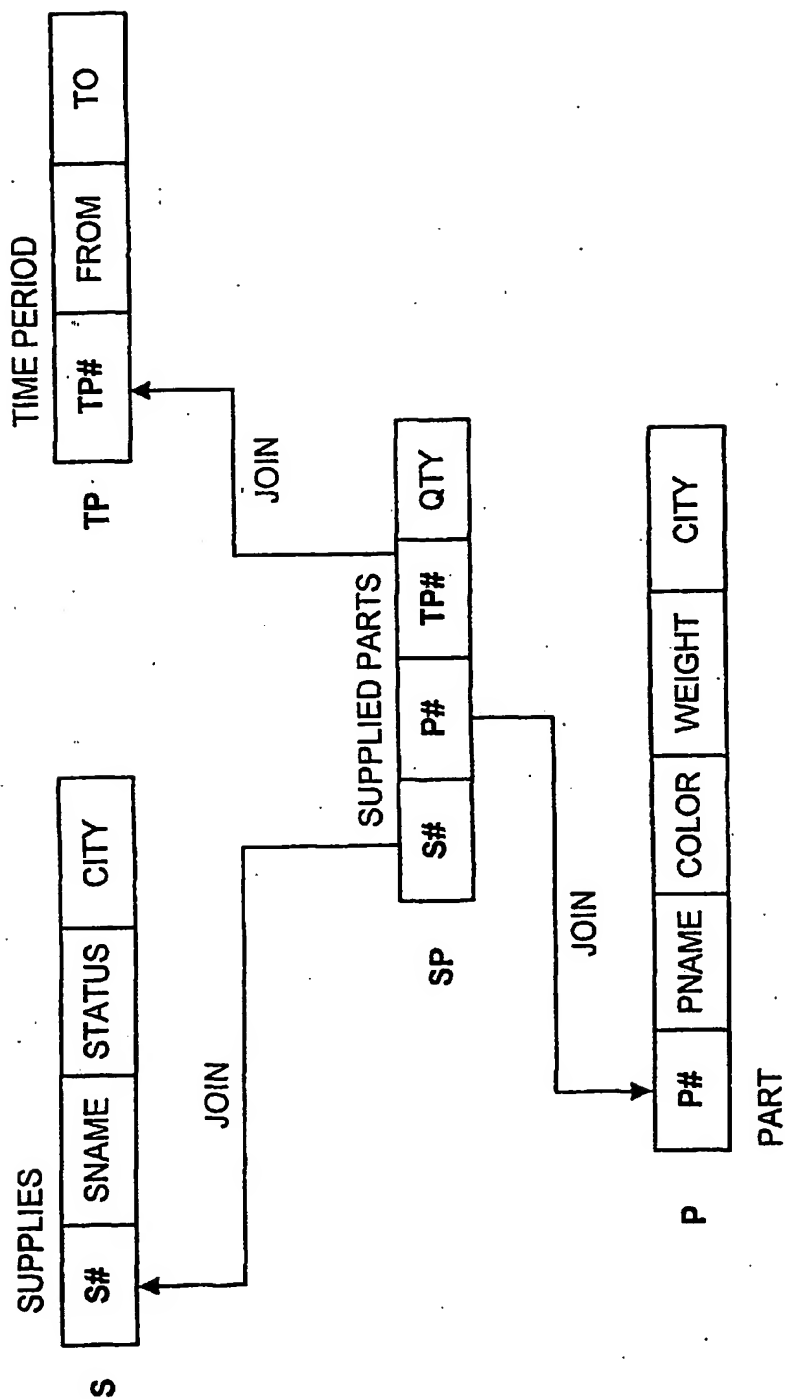 SUPPLIES
S
S# SNAME STATUS CITY
TIME PERIOD
TP
TP# FROM TO
JOIN
JOIN
SUPPLIED PARTS
SP
S# P# TP# QTY
JOIN
P
P# PNAME COLOR WEIGHT CITY
PART